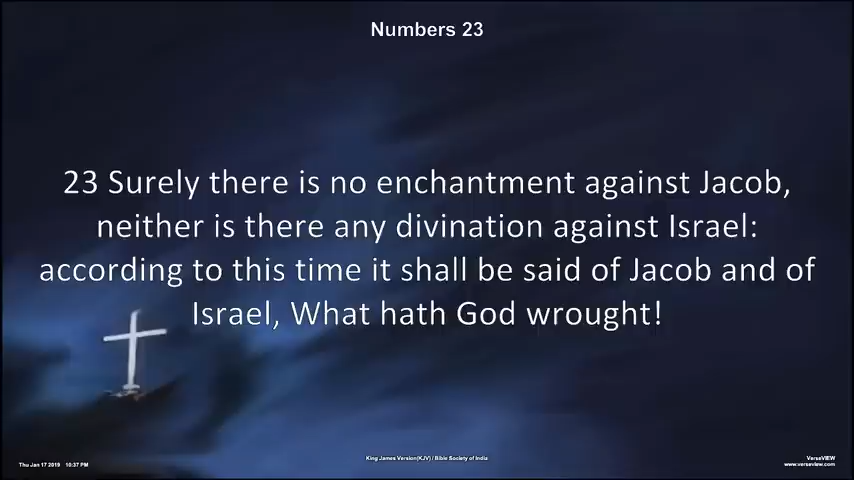 Numbers 23
23 Surely there is no enchantment against Jacob,
neither is there any divination against Israel:
according to this time it shall be said of Jacob and of
Israel, What hath God wrought!
Thu Jan 17 2019 10:37 PM
King James Version(KJV) / Bible Society of India
VerseVIEW
www.verseview.com